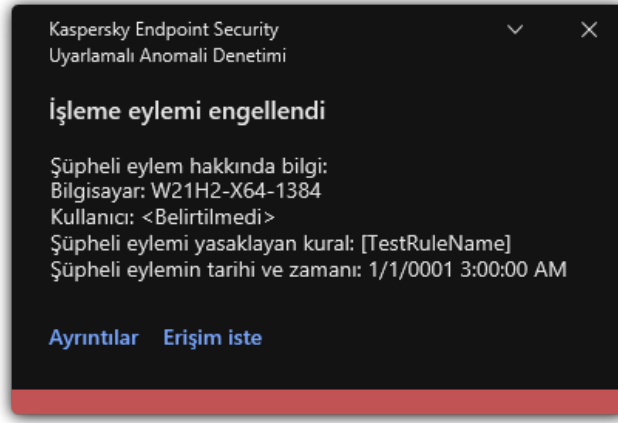 Kaspersky Endpoint Security
Uyarlamalı Anomali Denetimi
İşleme eylemi engellendi
Şüpheli eylem hakkında bilgi:
Bilgisayar: W21H2-X64-1384
Kullanıcı: <Belirtilmedi>
Şüpheli eylemi yasaklayan kural: [TestRuleName]
Şüpheli eylemin tarihi ve zamanı: 1/1/0001 3:00:00 AM
Ayrıntılar Erişim iste